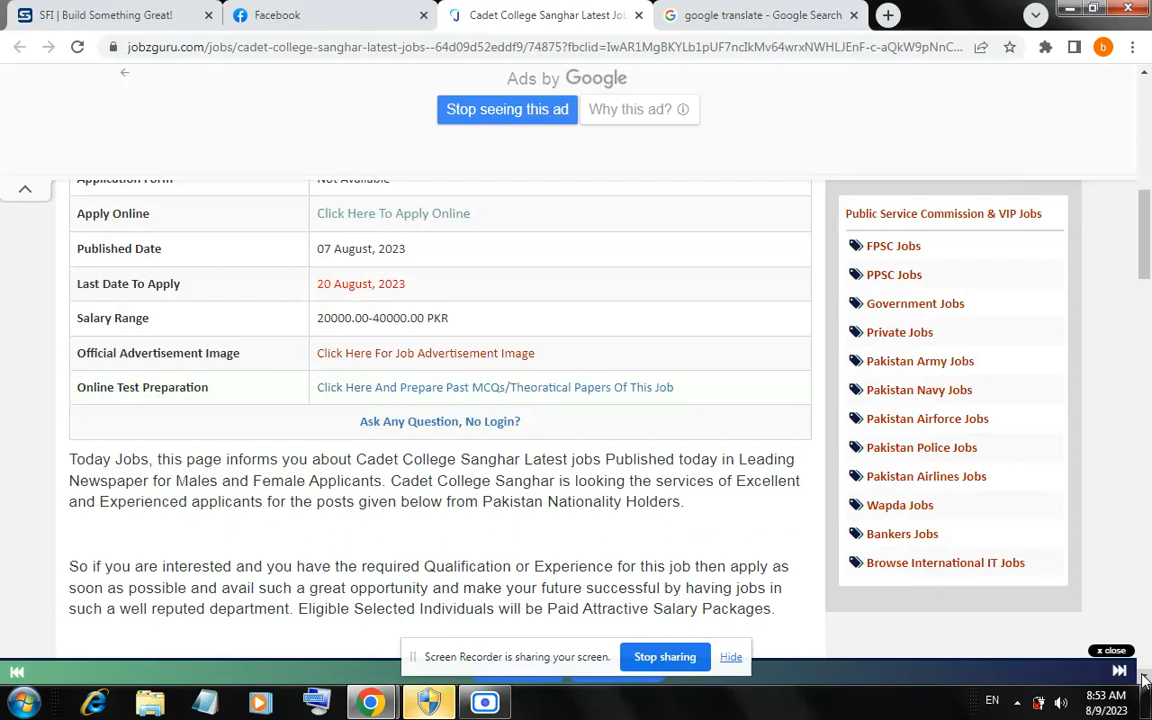 SFI | Build Something Great!
Facebook
Cadet College Sanghar Latest Job
google translate - Google Search
jobzguru.com/jobs/cadet-college-sanghar-latest-jobs--64d09d52eddf9/74875?fbclid=IwAR1MgBKYLb1pUF7ncIkMv64wrxNWHLJEnF-c-aQkW9pNnC...
b
Ads by Google
Stop seeing this ad
Why this ad?
Application Form Not Available
Apply Online Click Here To Apply Online
Published Date 07 August, 2023
Last Date To Apply 20 August, 2023
Salary Range 20000.00-40000.00 PKR
Official Advertisement Image Click Here For Job Advertisement Image
Online Test Preparation Click Here And Prepare Past MCQs/Theoratical Papers Of This Job
Ask Any Question, No Login?
Today Jobs, this page informs you about Cadet College Sanghar Latest jobs Published today in Leading
Newspaper for Males and Female Applicants. Cadet College Sanghar is looking the services of Excellent
and Experienced applicants for the posts given below from Pakistan Nationality Holders.
So if you are interested and you have the required Qualification or Experience for this job then apply as
soon as possible and avail such a great opportunity and make your future successful by having jobs in
such a well reputed department. Eligible Selected Individuals will be Paid Attractive Salary Packages.
Public Service Commission & VIP Jobs
FPSC Jobs
PPSC Jobs
Government Jobs
Private Jobs
Pakistan Army Jobs
Pakistan Navy Jobs
Pakistan Airforce Jobs
Pakistan Police Jobs
Pakistan Airlines Jobs
Wapda Jobs
Bankers Jobs
Browse International IT Jobs
x close
Screen Recorder is sharing your screen.
Stop sharing
Hide
EN
8:53 AM
8/9/2023